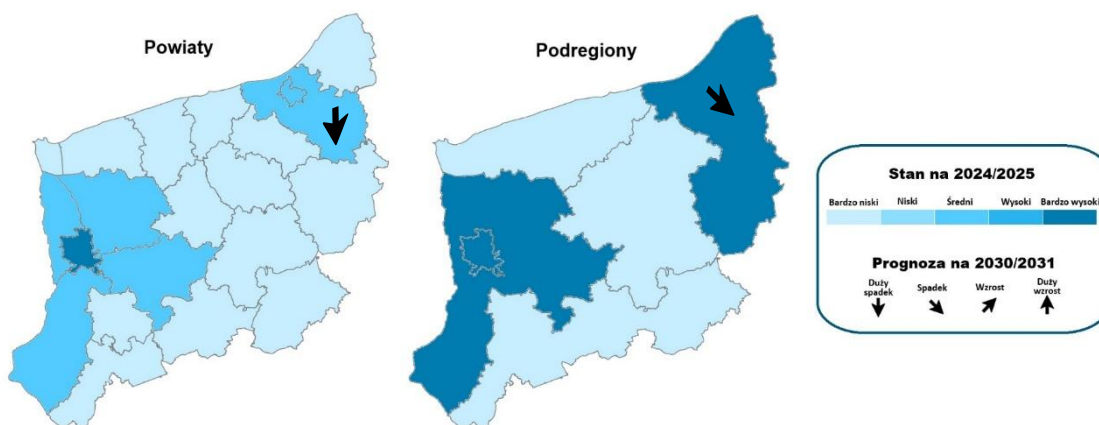 Powiaty
Podregiony
Stan na 2024/2025
Bardzo niski
Niski
Średni
Wysoki
Bardzo wysoki
Prognoza na 2030/2031
Duży
spadek
Spadek
Wzrost
Duży
wzrost